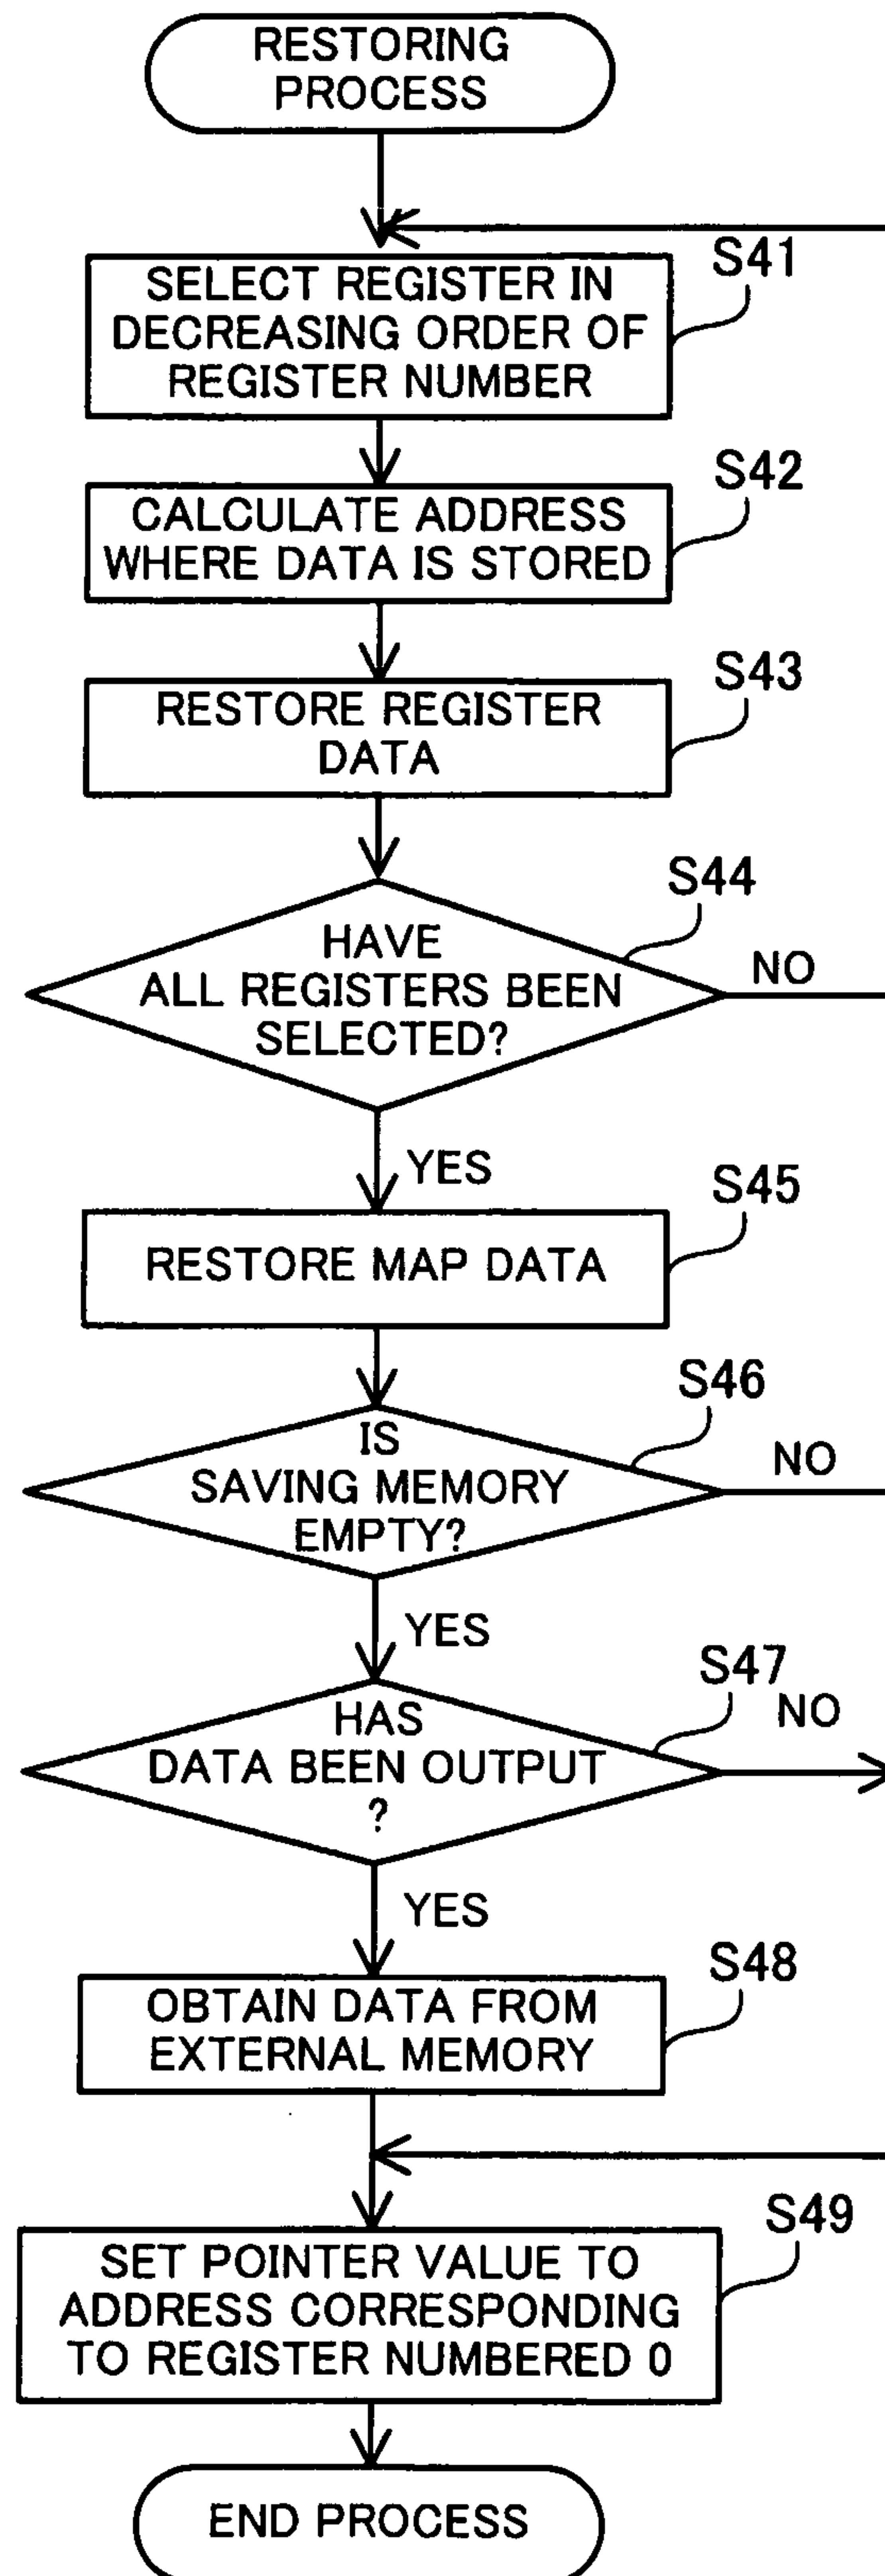 RESTORING
PROCESS
S41
SELECT REGISTER IN
DECREASING ORDER OF
REGISTER NUMBER
S42
CALCULATE ADDRESS
WHERE DATA IS STORED
S43
RESTORE REGISTER
DATA
S44
HAVE
ALL REGISTERS BEEN
SELECTED?
NO
YES
S45
RESTORE MAP DATA
S46
IS
SAVING MEMORY
EMPTY?
NO
YES
S47
HAS
DATA BEEN OUTPUT
?
NO
YES
S48
OBTAIN DATA FROM
EXTERNAL MEMORY
S49
SET POINTER VALUE TO
ADDRESS CORRESPONDING
TO REGISTER NUMBERED 0
END PROCESS